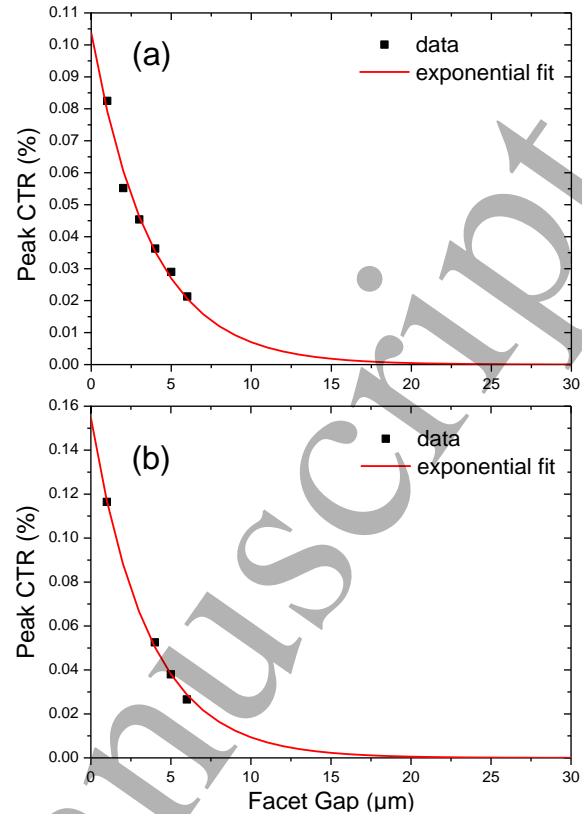 0.11
0.10
0.09
0.08
0.07
0.06
0.05
0.04
0.03
0.02
0.01
0.00
Peak CTR (%)
(a)
data
exponential fit
0 5 10 15 20 25 30
0.16
0.14
0.12
0.10
0.08
0.06
0.04
0.02
0.00
Peak CTR (%)
(b)
data
exponential fit
0 5 10 15 20 25 30
Facet Gap (µm)
nuscript